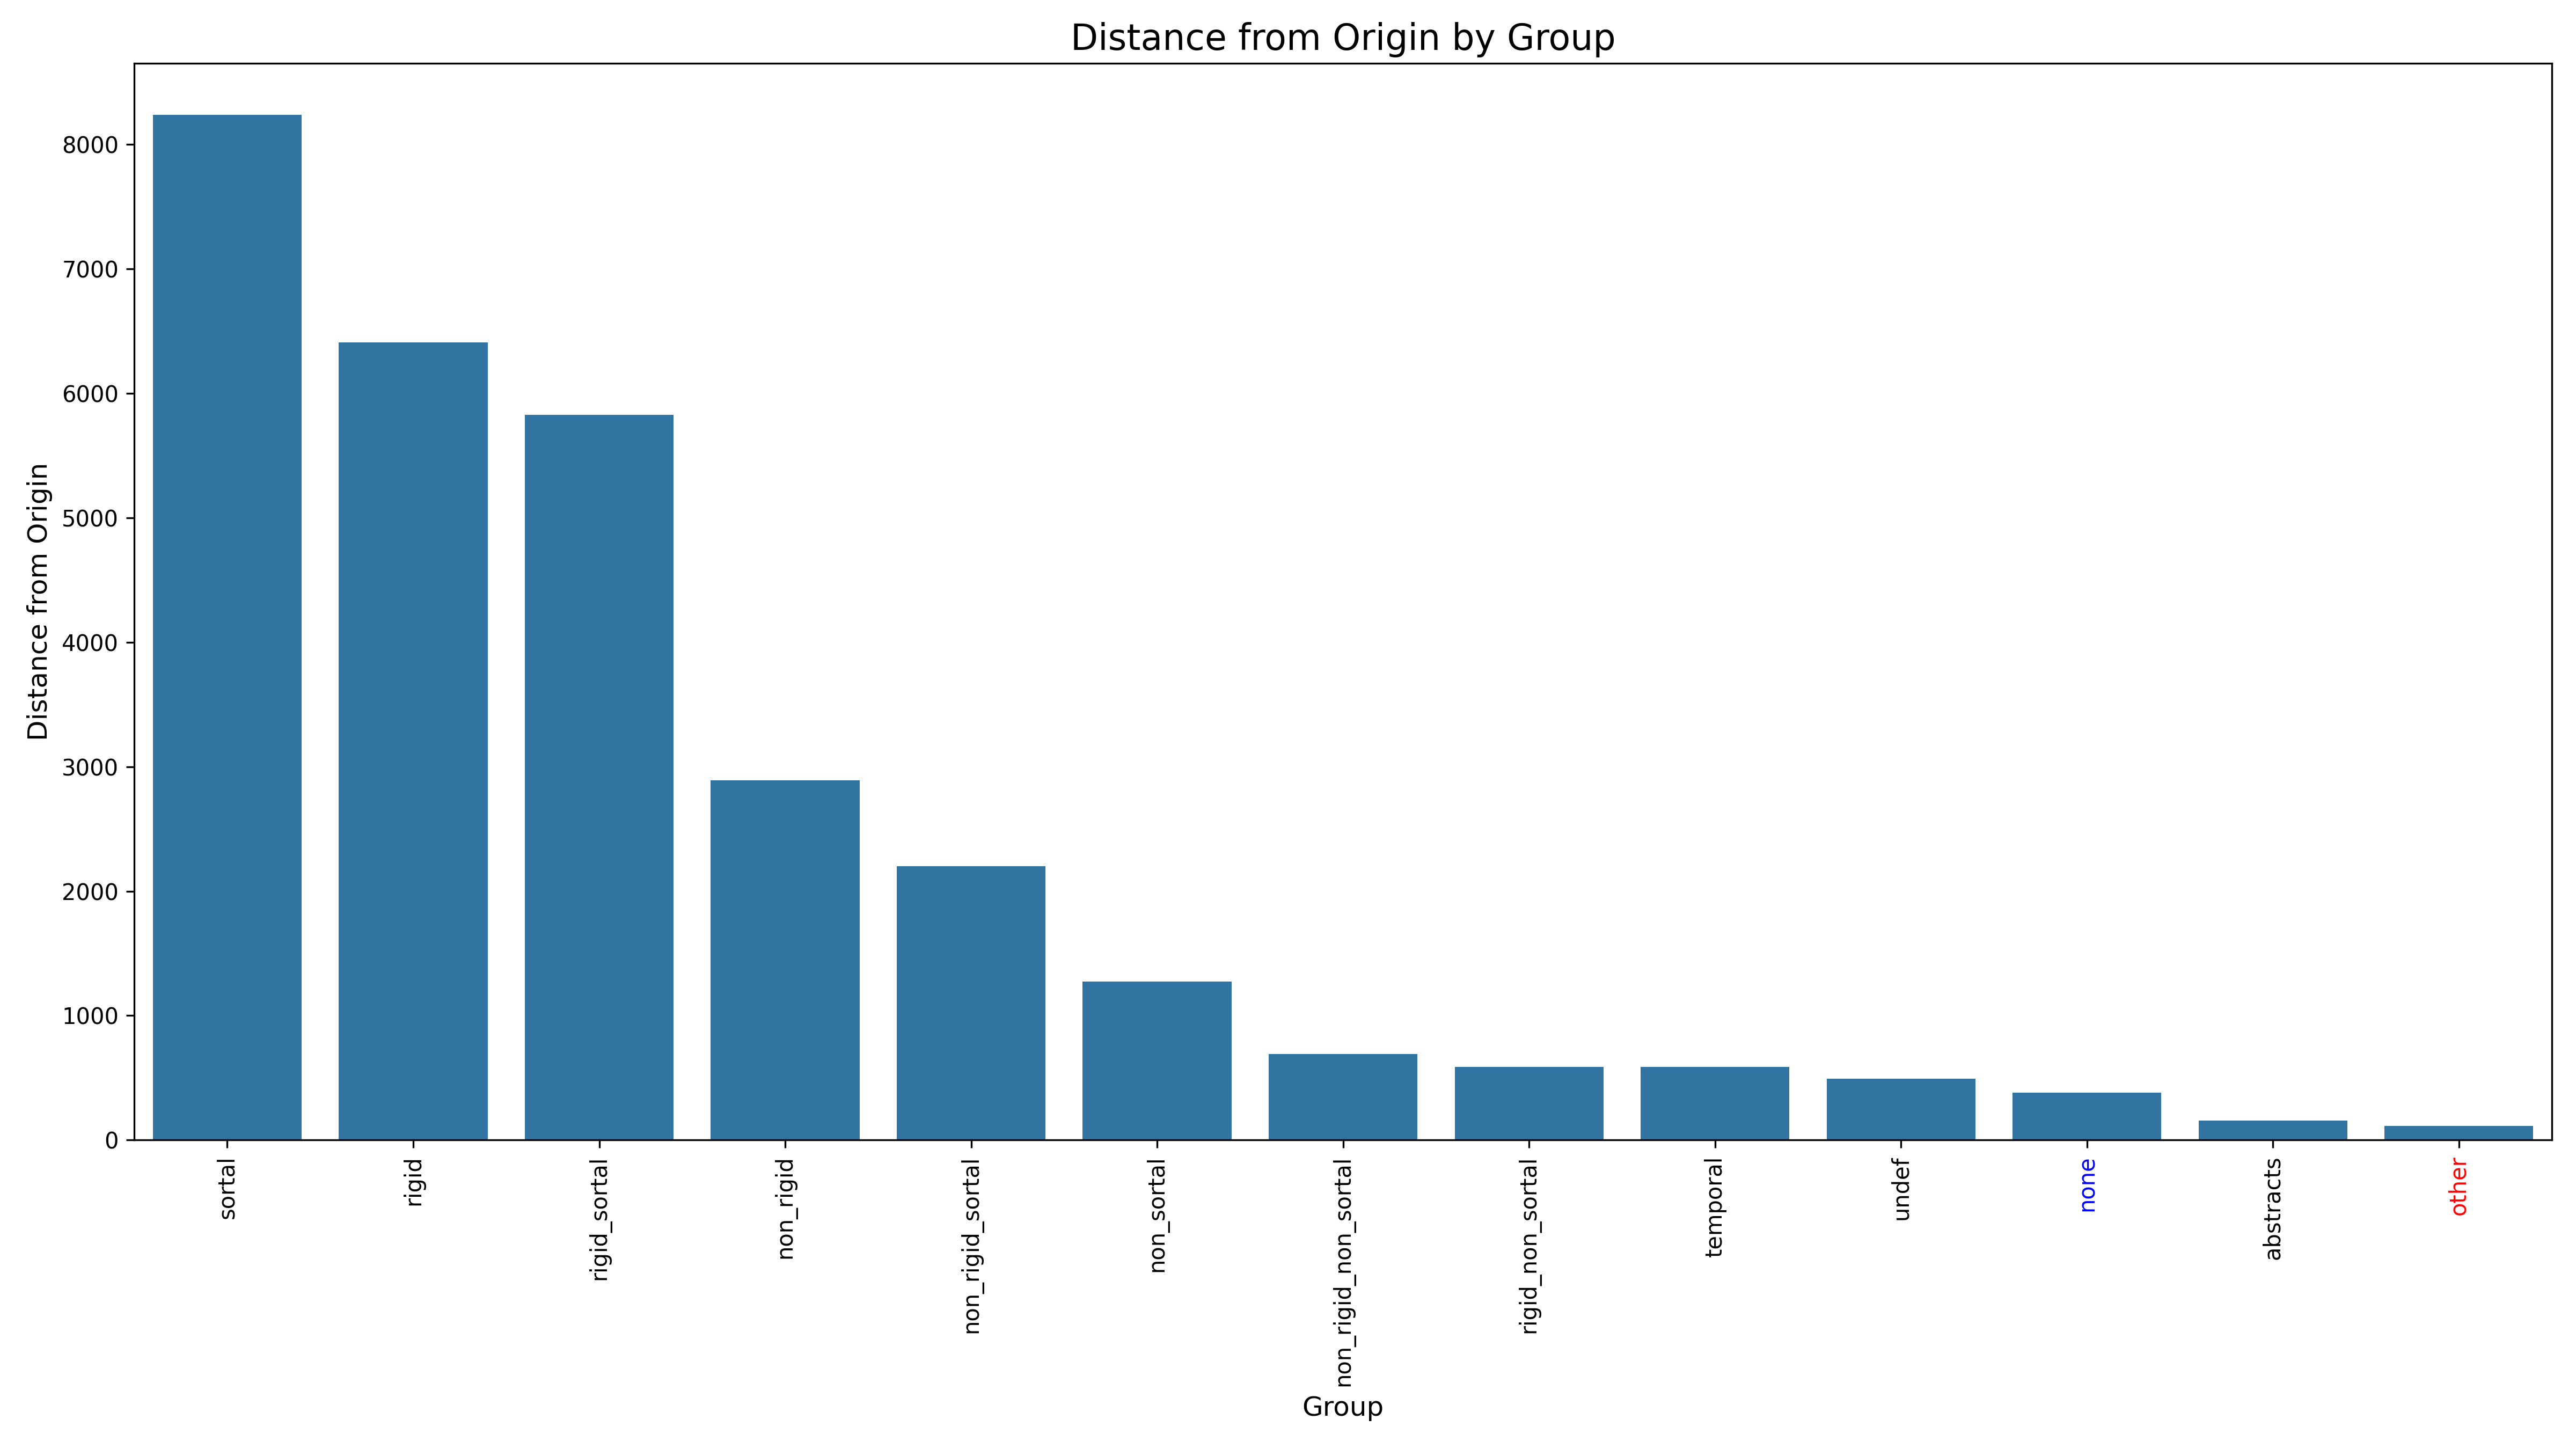 Distance from Origin by Group
Distance from Origin
8000
7000
6000
5000
4000
3000
2000
1000
0
sortal
rigid
rigid_sortal
non_rigid
non_rigid_sortal
non_sortal
non_rigid_non_sortal
rigid_non_sortal
temporal
undef
none
abstracts
other
Group